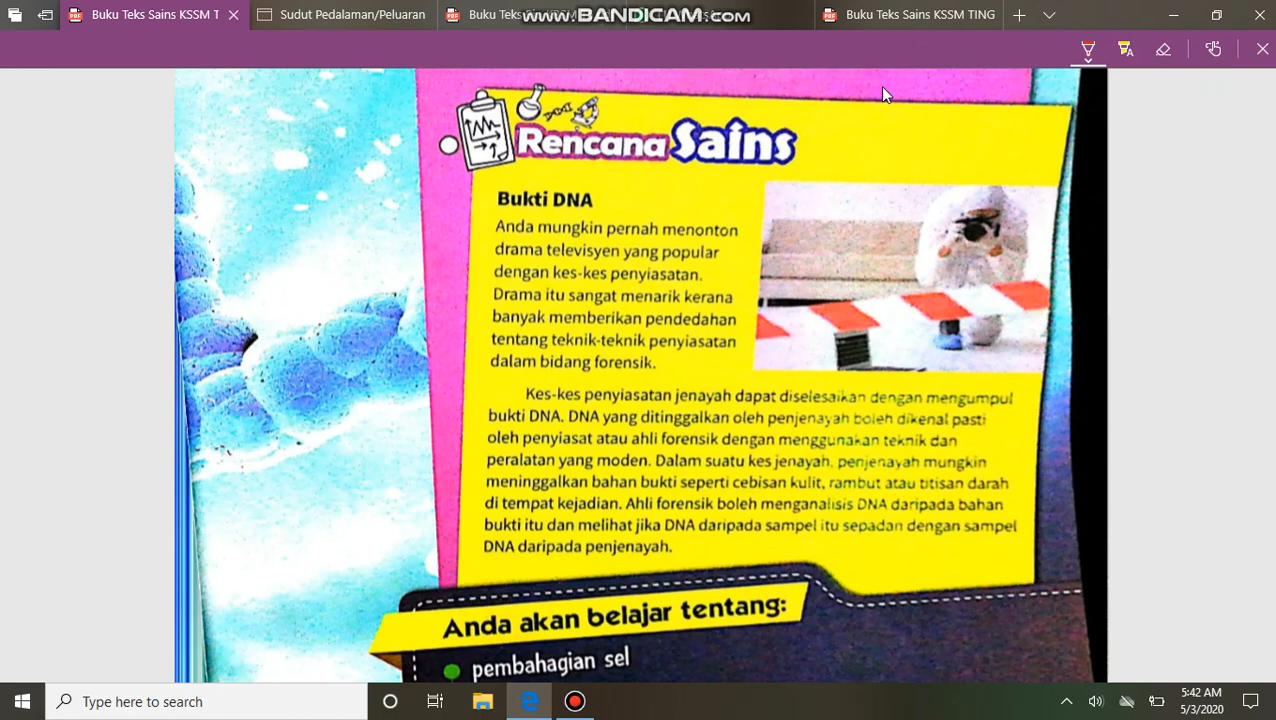 Buku Teks Sains KSSM T
Sudut Pedalaman/Peluaran
Buku Teks
www.BANDICAM.com
Buku Teks Sains KSSM TING
Rencana Sains
Bukti DNA
Anda mungkin pernah menonton
drama televisyen yang popular
dengan kes-kes penyiasatan.
Drama itu sangat menarik kerana
banyak memberikan pendedahan
tentang teknik-teknik penyiasatan
dalam bidang forensik.
Kes-kes penyiasatan jenayah dapat diselesaikan dengan mengumpul
bukti DNA. DNA yang ditinggalkan oleh penjenayah boleh dikenal pasti
oleh penyiasat atau ahli forensik dengan menggunakan teknik dan
peralatan yang moden. Dalam suatu kes jenayah, penjenayah mungkin
meninggalkan bahan bukti seperti cebisan kulit, rambut atau titisan darah
di tempat kejadian. Ahli forensik boleh menganalisis DNA daripada bahan
bukti itu dan melihat jika DNA daripada sampel itu sepadan dengan sampel
DNA daripada penjenayah.
Anda akan belajar tentang:
pembahagian sel
Type here to search
5:42 AM
5/3/2020